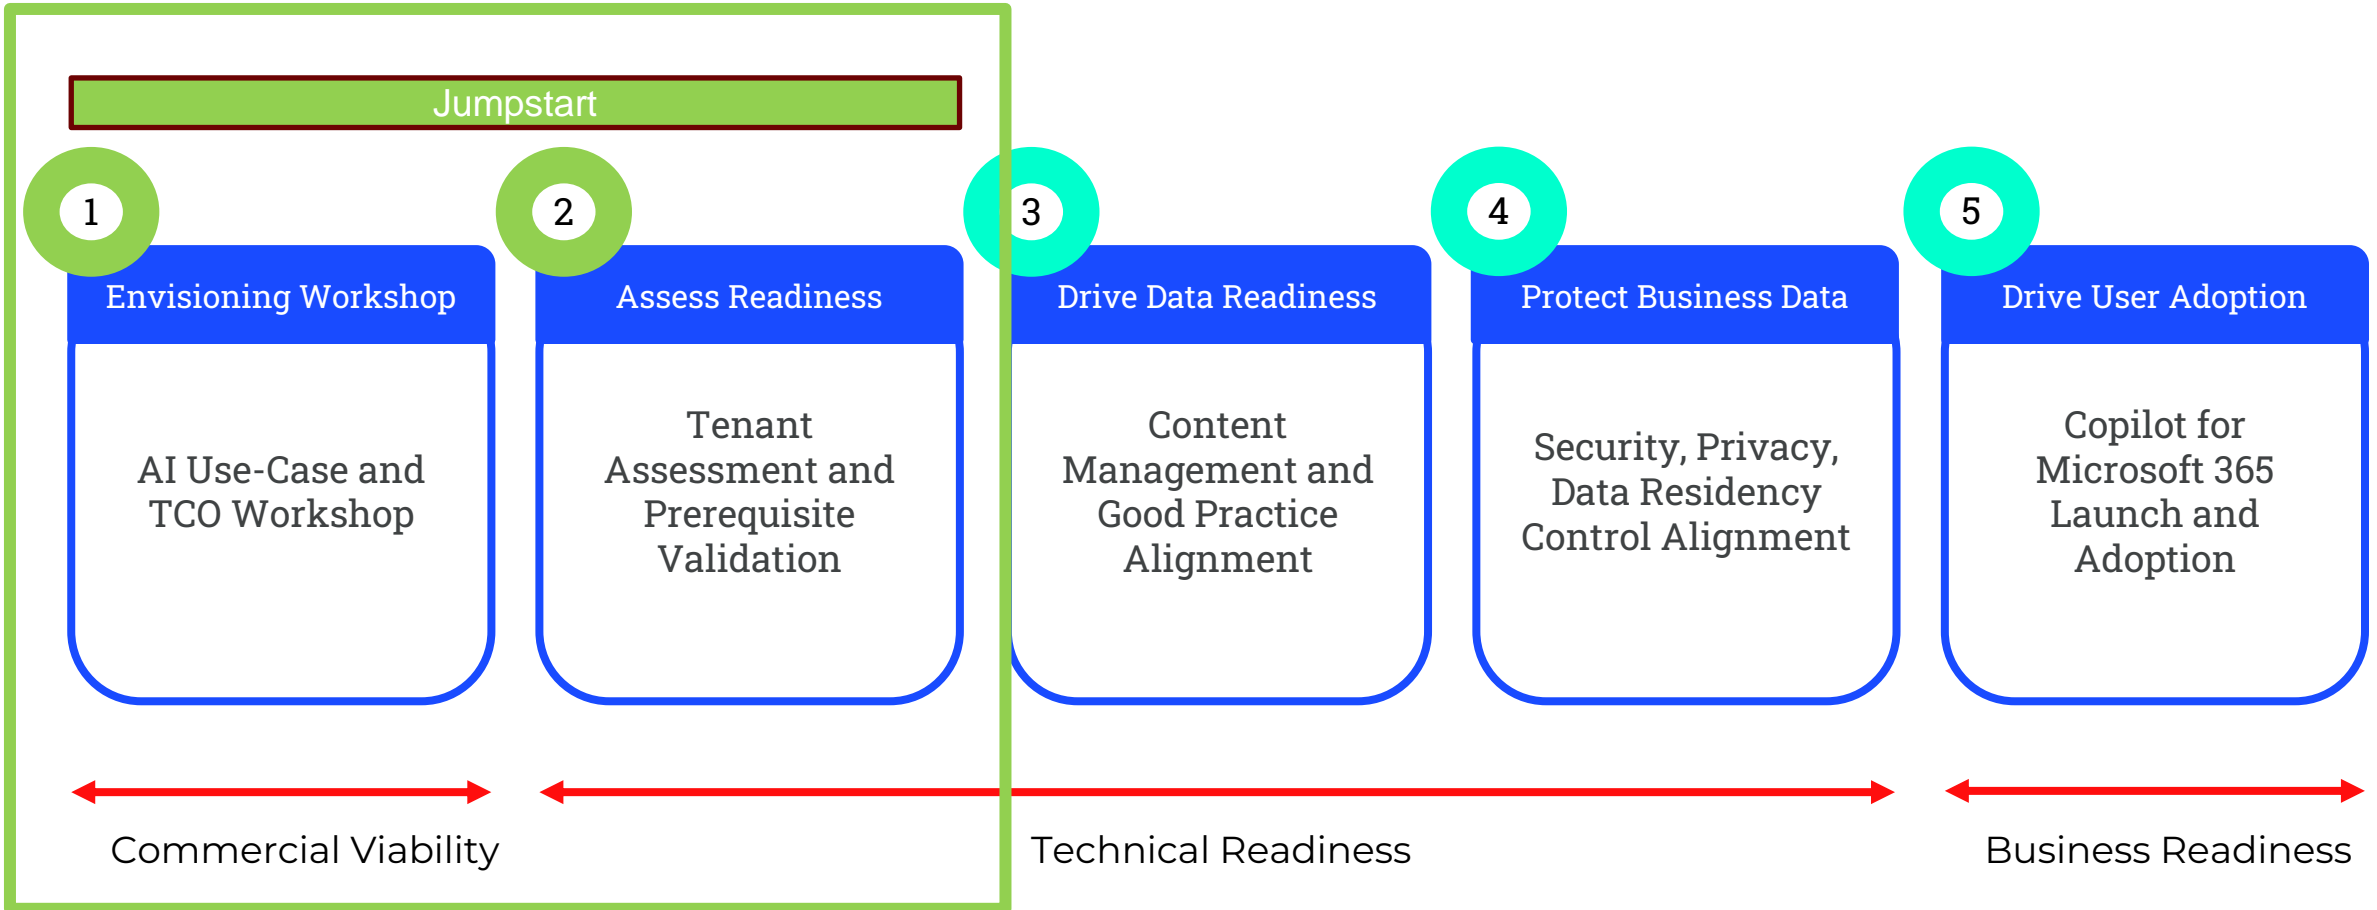 Jumpstart
1
Envisioning Workshop
AI Use-Case and
TCO Workshop
2
Assess Readiness
Tenant
Assessment and
Prerequisite
Validation
3
Drive Data Readiness
Content
Management and
Good Practice
Alignment
4
Protect Business Data
Security, Privacy,
Data Residency
Control Alignment
5
Drive User Adoption
Copilot for
Microsoft 365
Launch and
Adoption
Commercial Viability
Technical Readiness
Business Readiness